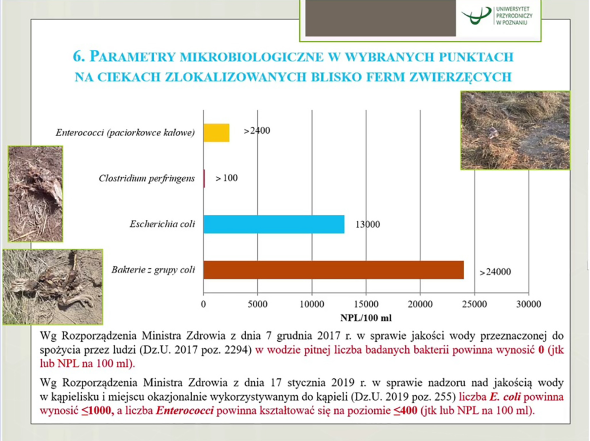 UNIWERSYTET
PRZYRODNICZY
W POZNANIU
6. PARAMETRY MIKROBIOLOGICZNE W WYBRANYCH PUNKTACH
NA CIEKACH ZLOKALIZOWANYCH BLISKO FERM ZWIERZĘCYCH
Enterococci (paciorkowce kałowe)
>2400
Clostridium perfringens
>100
Escherichia coli
13000
Bakterie z grupy coli
>24000
0 5000 10000 15000 20000 25000 30000
NPL/100 ml
Wg Rozporządzenia Ministra Zdrowia z dnia 7 grudnia 2017 r. w sprawie jakości wody przeznaczonej do
spożycia przez ludzi (Dz.U. 2017 poz. 2294) w wodzie pitnej liczba badanych bakterii powinna wynosić 0 (jtk
lub NPL na 100 ml).
Wg Rozporządzenia Ministra Zdrowia z dnia 17 stycznia 2019 r. w sprawie nadzoru nad jakością wody
w kąpielisku i miejscu okazjonalnie wykorzystywanym do kąpieli (Dz.U. 2019 poz. 255) liczba E. coli powinna
wynosić ≤1000, a liczba Enterococci powinna kształtować się na poziomie ≤400 (jtk lub NPL na 100 ml).